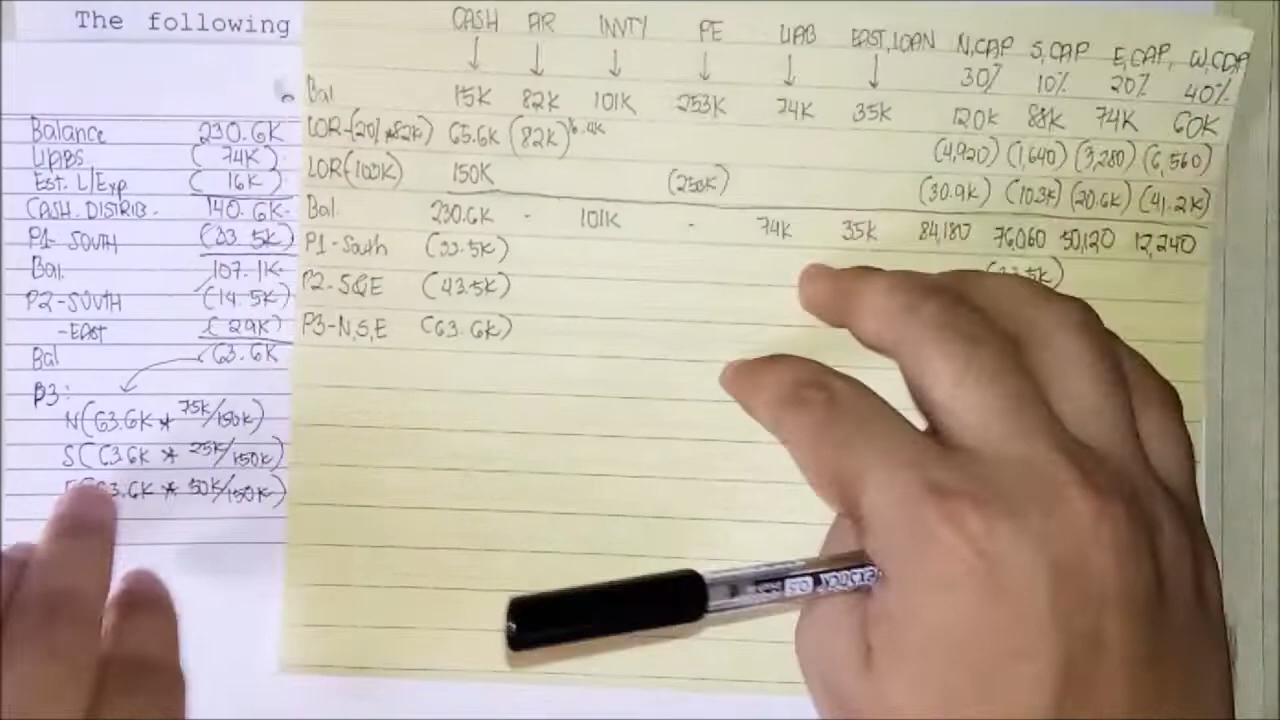 The following
Balance 230.6K
LIABS (74K)
Est. L/Exp (16K)
CASH. DISTRIB. 140.6K
P1- SOUTH (33.5K)
Bal. 107.1K
P2-SOUTH (14.5K)
-EAST (29K)
Bal 63.6K
P3:
N(63.6K * 75K/150K)
S(63.6K * 25K/150K)
63.6K * 50K/150K)
CASH AR INVTY PE LIAB EAST, LOAN N,CAP S,CAP E,CAP, W,CAP
30% 10% 20% 40%
Bal 15K 82K 101K 253K 74K 35K 120K 88K 74K 60K
LOR-(20%*82K) 65.6K (82K) 16.4K (4,920) (1,640) (3,280) (6,560)
LOR(100K) 150K (253K) (30.9K) (10.3K) (20.6K) (41.2K)
Bal. 230.6K - 101K - 74K 35K 84,180 76,060 50,120 12,240
P1-South (33.5K) (33.5K)
P2-S&E (43.5K)
P3-N,S,E (63.6K)